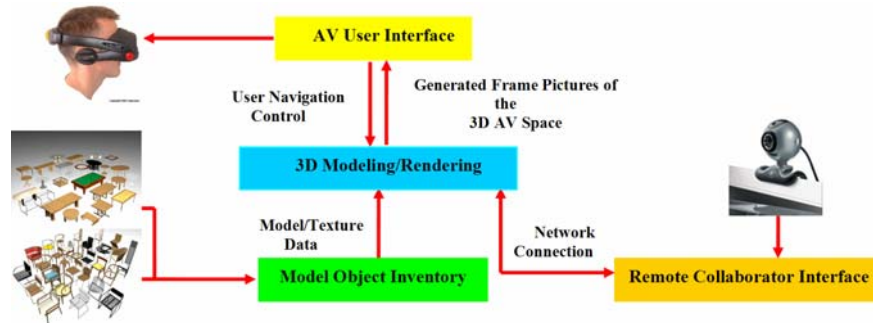 AV User Interface
User Navigation
Control
Generated Frame Pictures of
the
3D AV Space
3D Modeling/Rendering
Model/Texture
Data
Network
Connection
Model Object Inventory
Remote Collaborator Interface